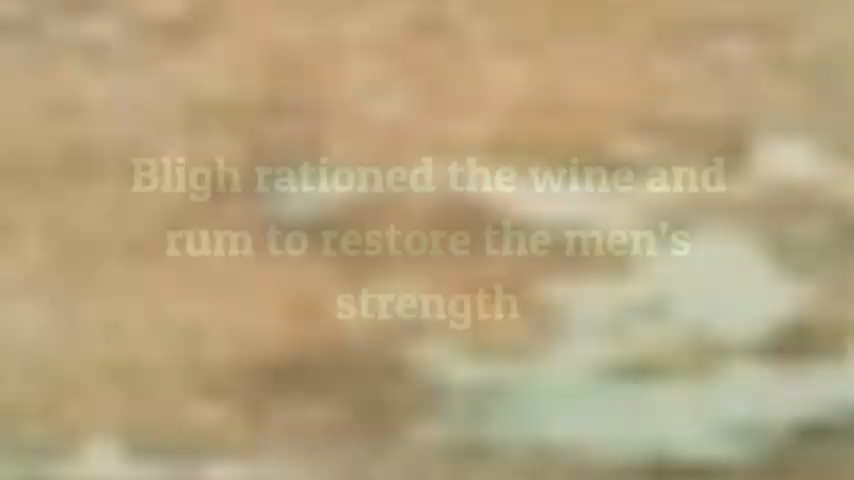 Bligh rationed the wine and
rum to restore the men's
strength